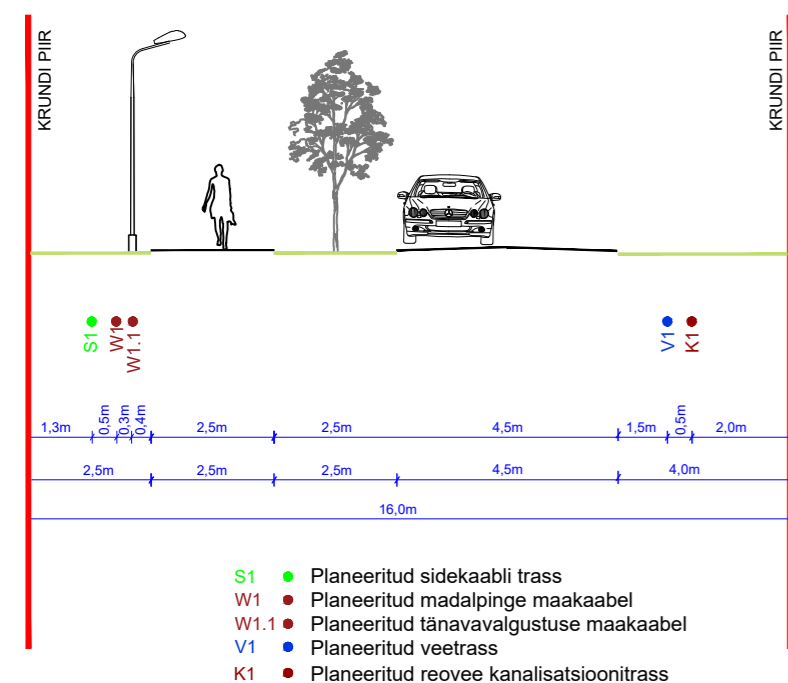 KRUNDI PIIR
KRUNDI PIIR
S1
W1
W1.1
V1
K1
1,3m 0,5m 0,3m 0,4m 2,5m 2,5m 4,5m 1,5m 0,5m 2,0m
2,5m 2,5m 2,5m 4,5m 4,0m
16,0m
S1 Planeeritud sidekaabli trass
W1 Planeeritud madalpinge maakaabel
W1.1 Planeeritud tänavavalgustuse maakaabel
V1 Planeeritud veetrass
K1 Planeeritud reovee kanalisatsioonitrass